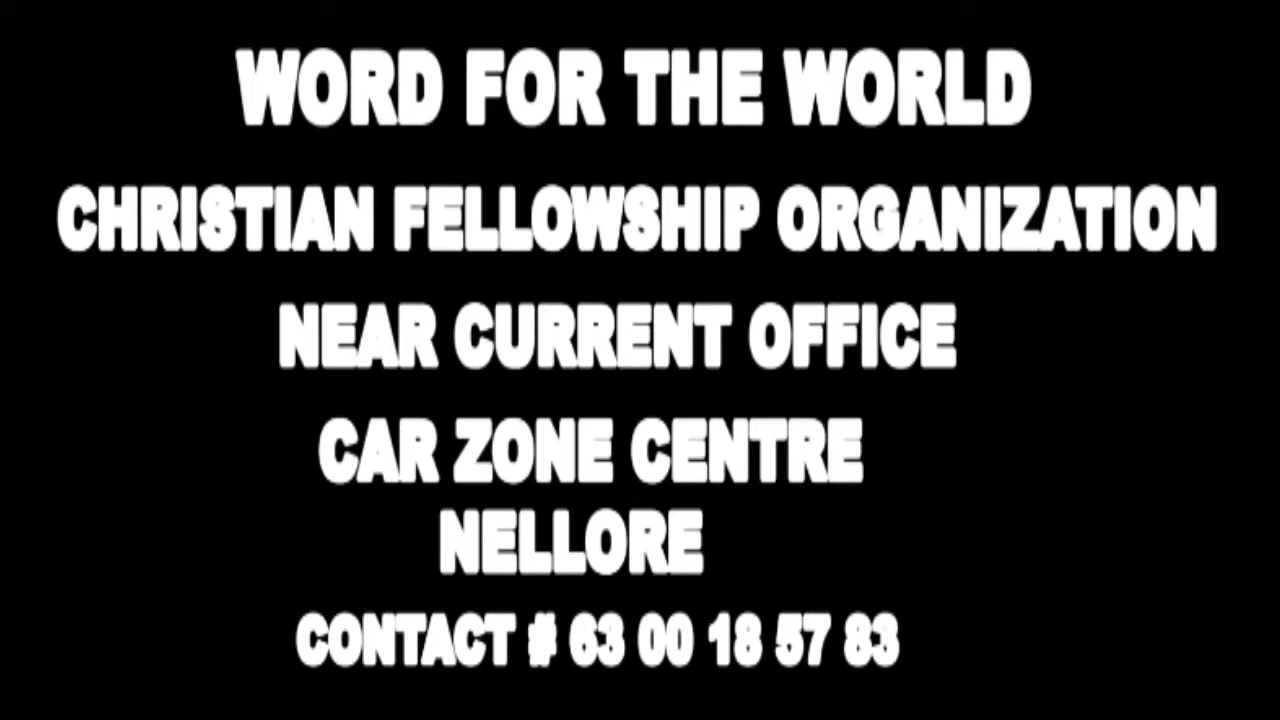 WORD FOR THE WORLD
CHRISTIAN FELLOWSHIP ORGANIZATION
NEAR CURRENT OFFICE
CAR ZONE CENTRE
NELLORE
CONTACT # 63 00 18 57 83